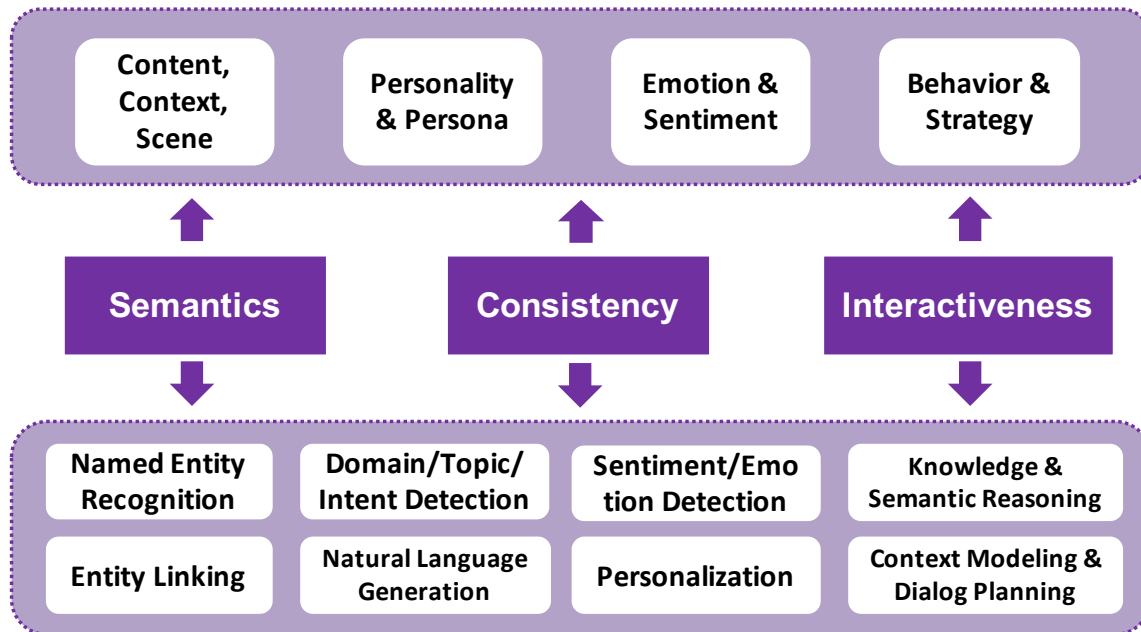 Content,
Context,
Scene
Personality
& Persona
Emotion &
Sentiment
Behavior &
Strategy
Semantics
Consistency
Interactiveness
Named Entity
Recognition
Domain/Topic/
Intent Detection
Sentiment/Emo
tion Detection
Knowledge &
Semantic Reasoning
Entity Linking
Natural Language
Generation
Personalization
Context Modeling &
Dialog Planning